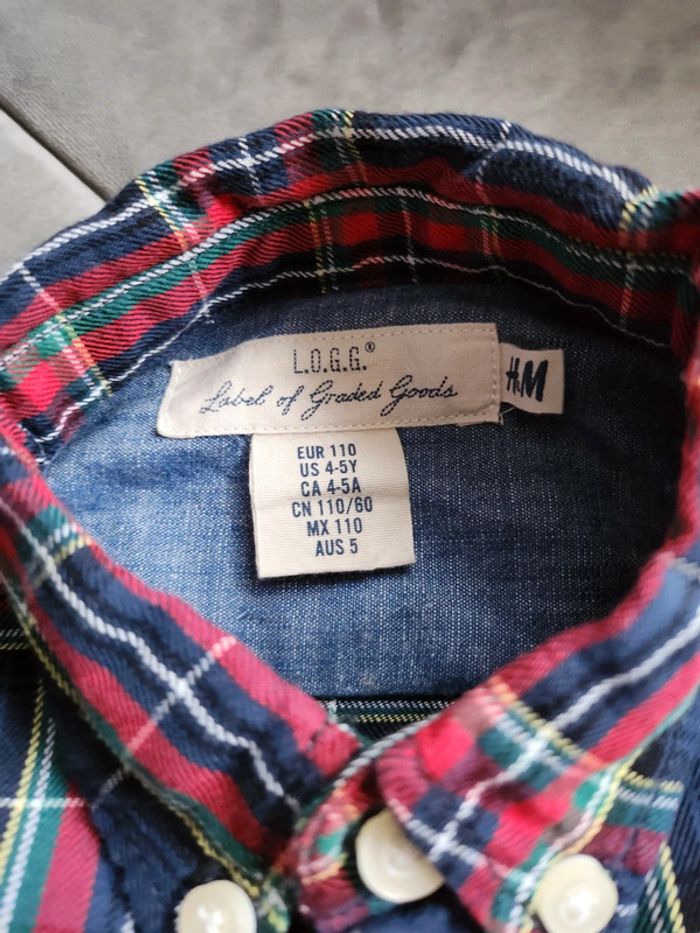 L.O.G.G.®
Label of Graded Goods
H&M
EUR 110
US 4-5Y
CA 4-5A
CN 110/60
MX 110
AUS 5